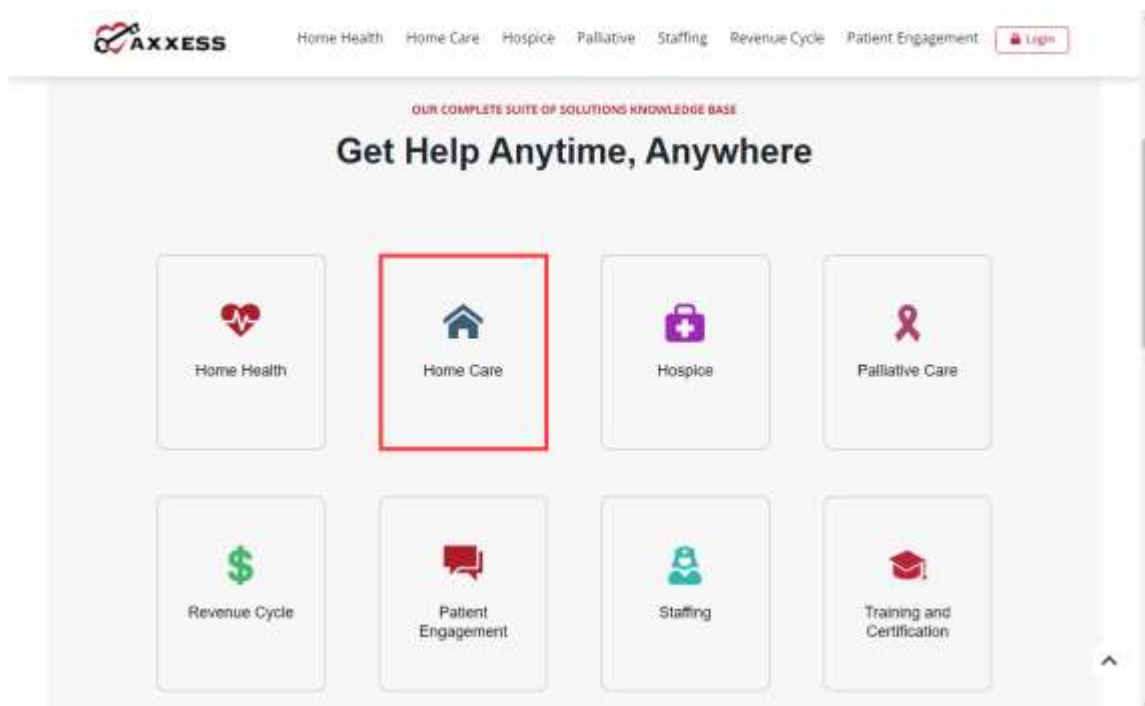 AXXESS
Home Health Home Care Hospice Palliative Staffing Revenue Cycle Patient Engagement Login
OUR COMPLETE SUITE OF SOLUTIONS KNOWLEDGE BASE
Get Help Anytime, Anywhere
Home Health
Home Care
Hospice
Palliative Care
Revenue Cycle
Patient
Engagement
Staffing
Training and
Certification